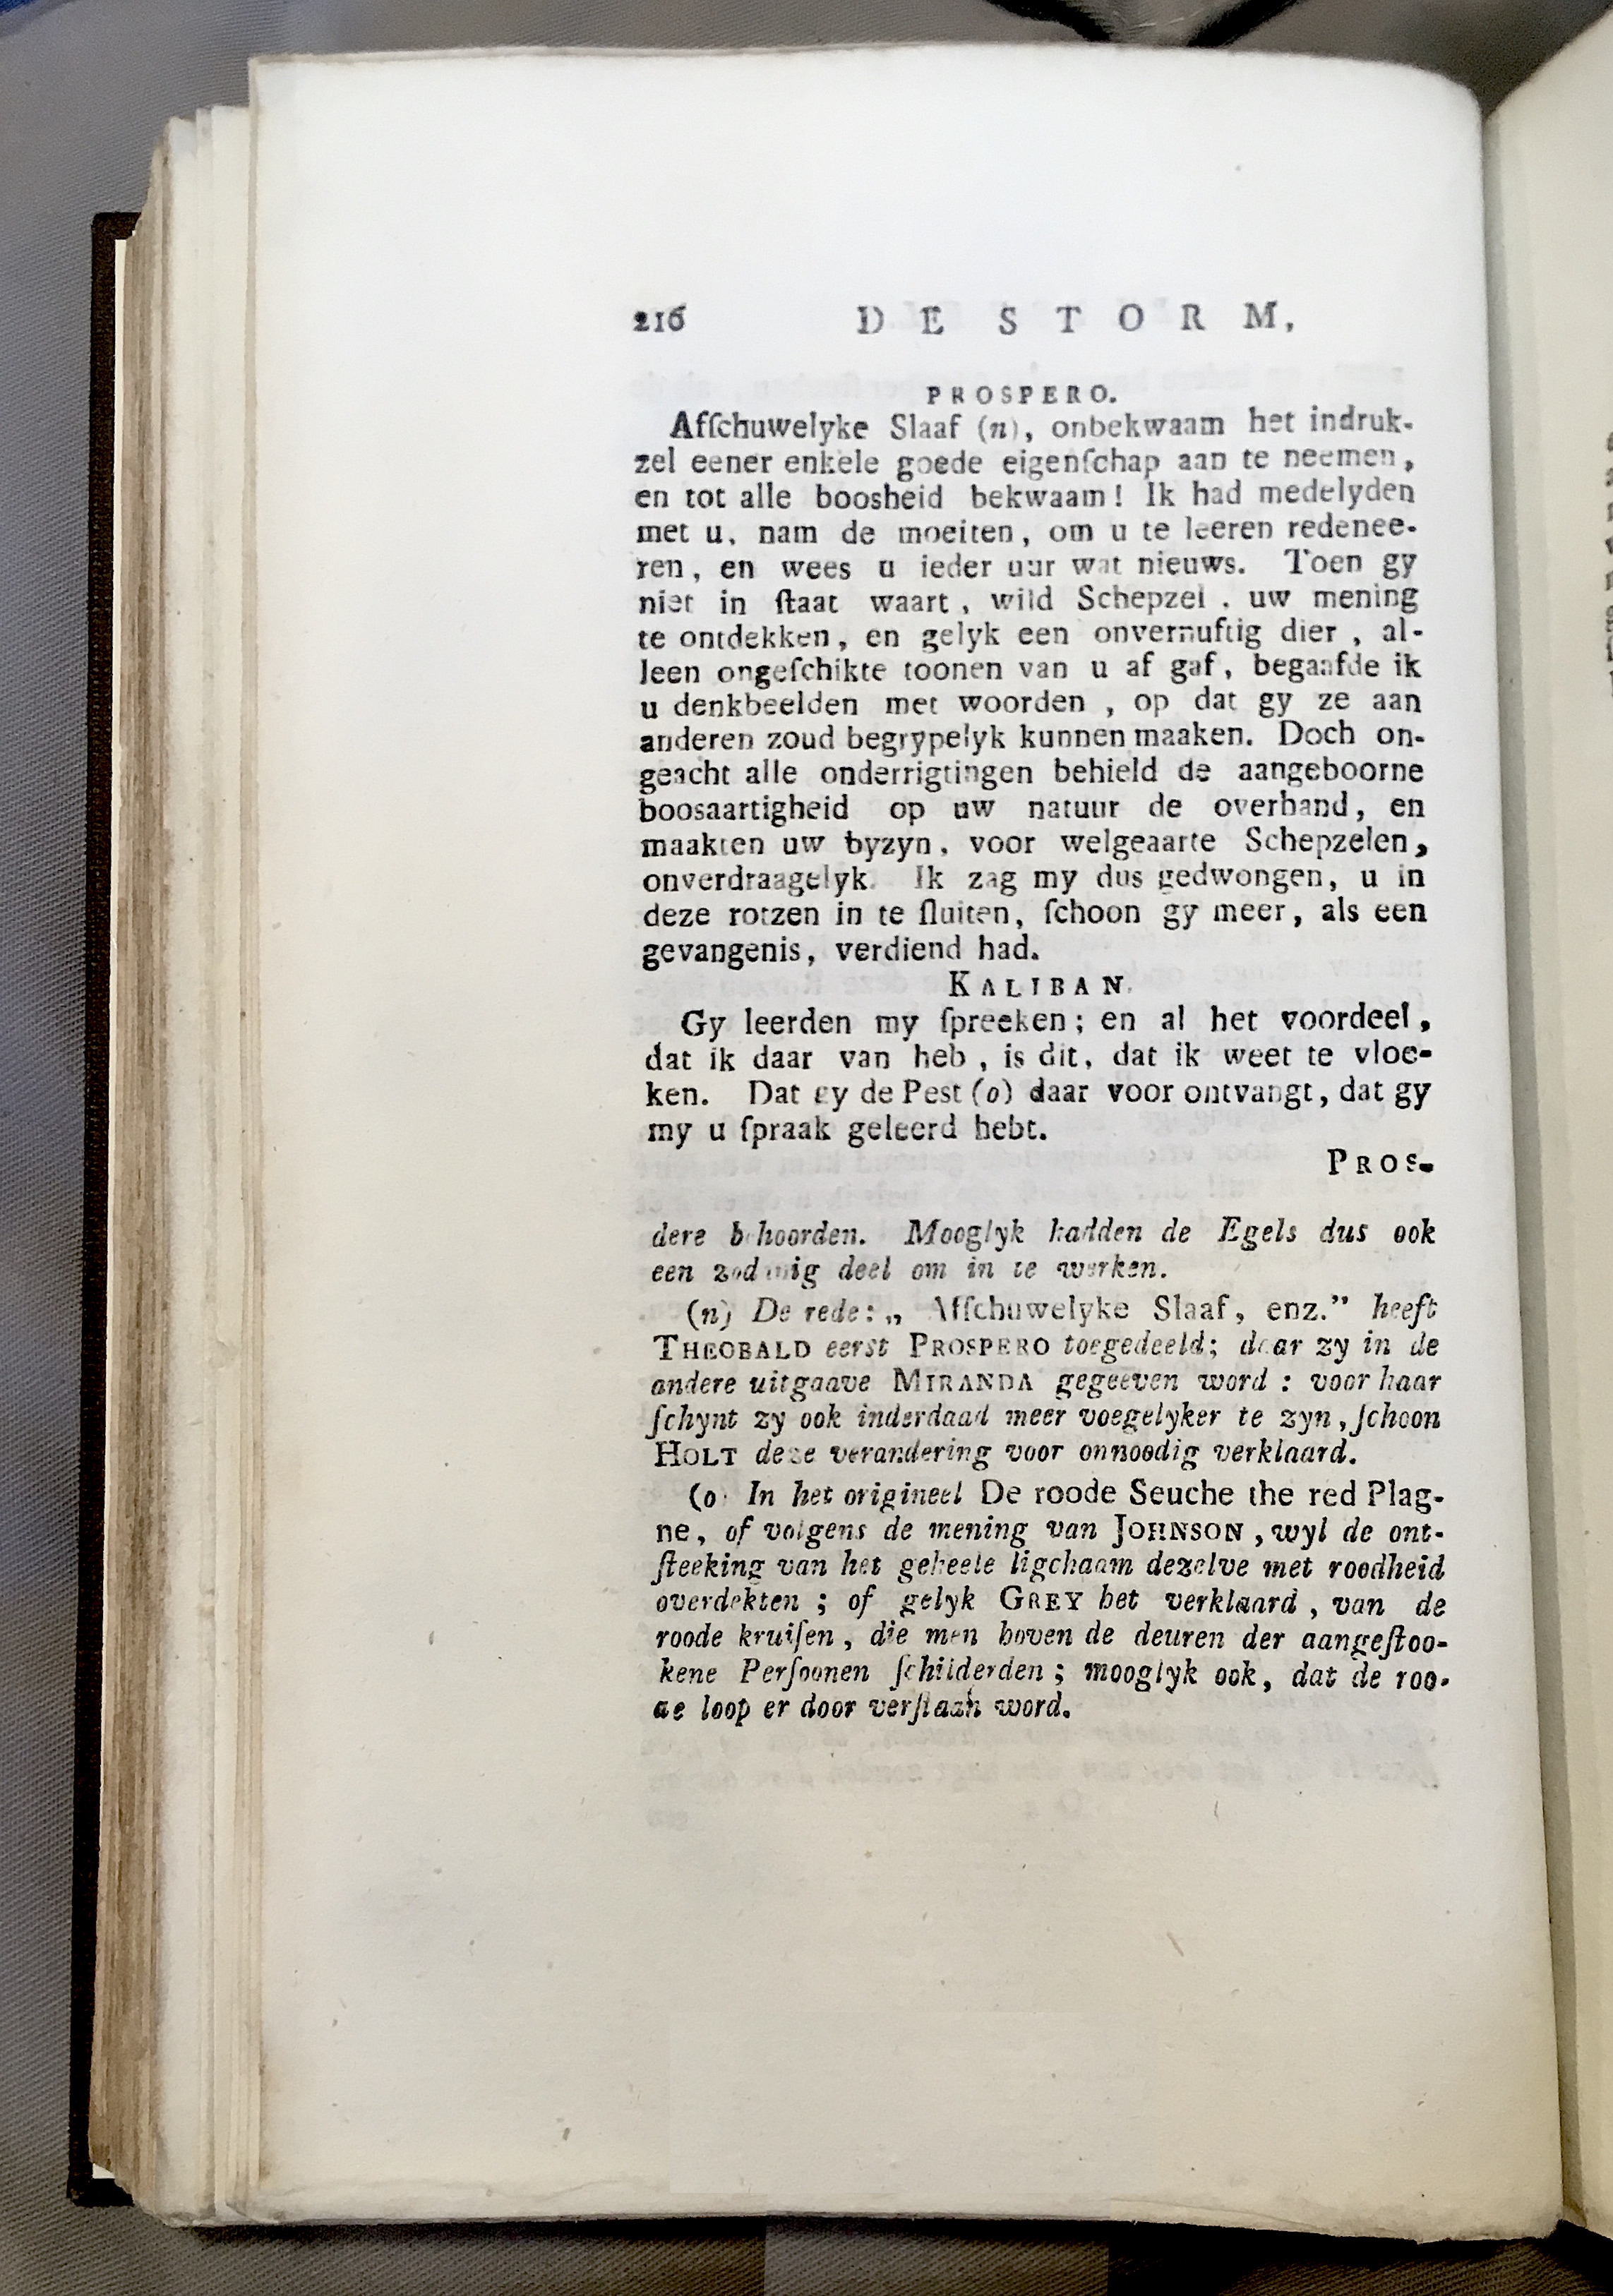 216 DE STORM,
PROSPERO.
Afſchuwelyke Slaaf (n), onbekwaam het indruk-
zel eener enkele goede eigenſchap aan te neemen,
en tot alle boosheid bekwaam! Ik had medelyden
met u, nam de moeiten, om u te leeren redenee-
ren, en wees u ieder uur wat nieuws. Toen gy
niet in ſtaat waart, wild Schepzel, uw mening
te ontdekken, en gelyk een onvernuftig dier, al-
leen ongeſchikte toonen van u af gaf, begaafde ik
u denkbeelden met woorden, op dat gy ze aan
anderen zoud begrypelyk kunnen maaken. Doch on-
geacht alle onderrigtingen behield de aangeboorne
boosaartigheid op uw natuur de overhand, en
maakten uw byzyn, voor welgeaarte Schepzelen,
onverdraagelyk. Ik zag my dus gedwongen, u in
deze rotzen in te ſluiten, ſchoon gy meer, als een
gevangenis, verdiend had.
KALIBAN.
Gy leerden my ſpreeken; en al het voordeel,
dat ik daar van heb, is dit, dat ik weet te vloe-
ken. Dat gy de Pest (o) daar voor ontvangt, dat gy
my u ſpraak geleerd hebt.
PROS-
dere behoorden. Mooglyk hadden de Egels dus ook
een zodanig deel om in te werken.
(n) De rede: „ Afſchuwelyke Slaaf, enz.” heeft
THEOBALD eerst PROSPERO toegedeeld; daar zy in de
andere uitgaave MIRANDA gegeeven word: voor haar
ſchynt zy ook inderdaad meer voegelyker te zyn, ſchoon
HOLT deze verandering voor onnoodig verklaard.
(o) In het origineel De roode Seuche the red Plag-
ne, of volgens de mening van JOHNSON, wyl de ont-
ſteeking van het geheele ligchaam dezelve met roodheid
overdekten; of gelyk GREY het verklaard, van de
roode kruiſen, die men boven de deuren der aangeſtoo-
kene Perſoonen ſchilderden; mooglyk ook, dat de roo-
de loop er door verſtaan word.